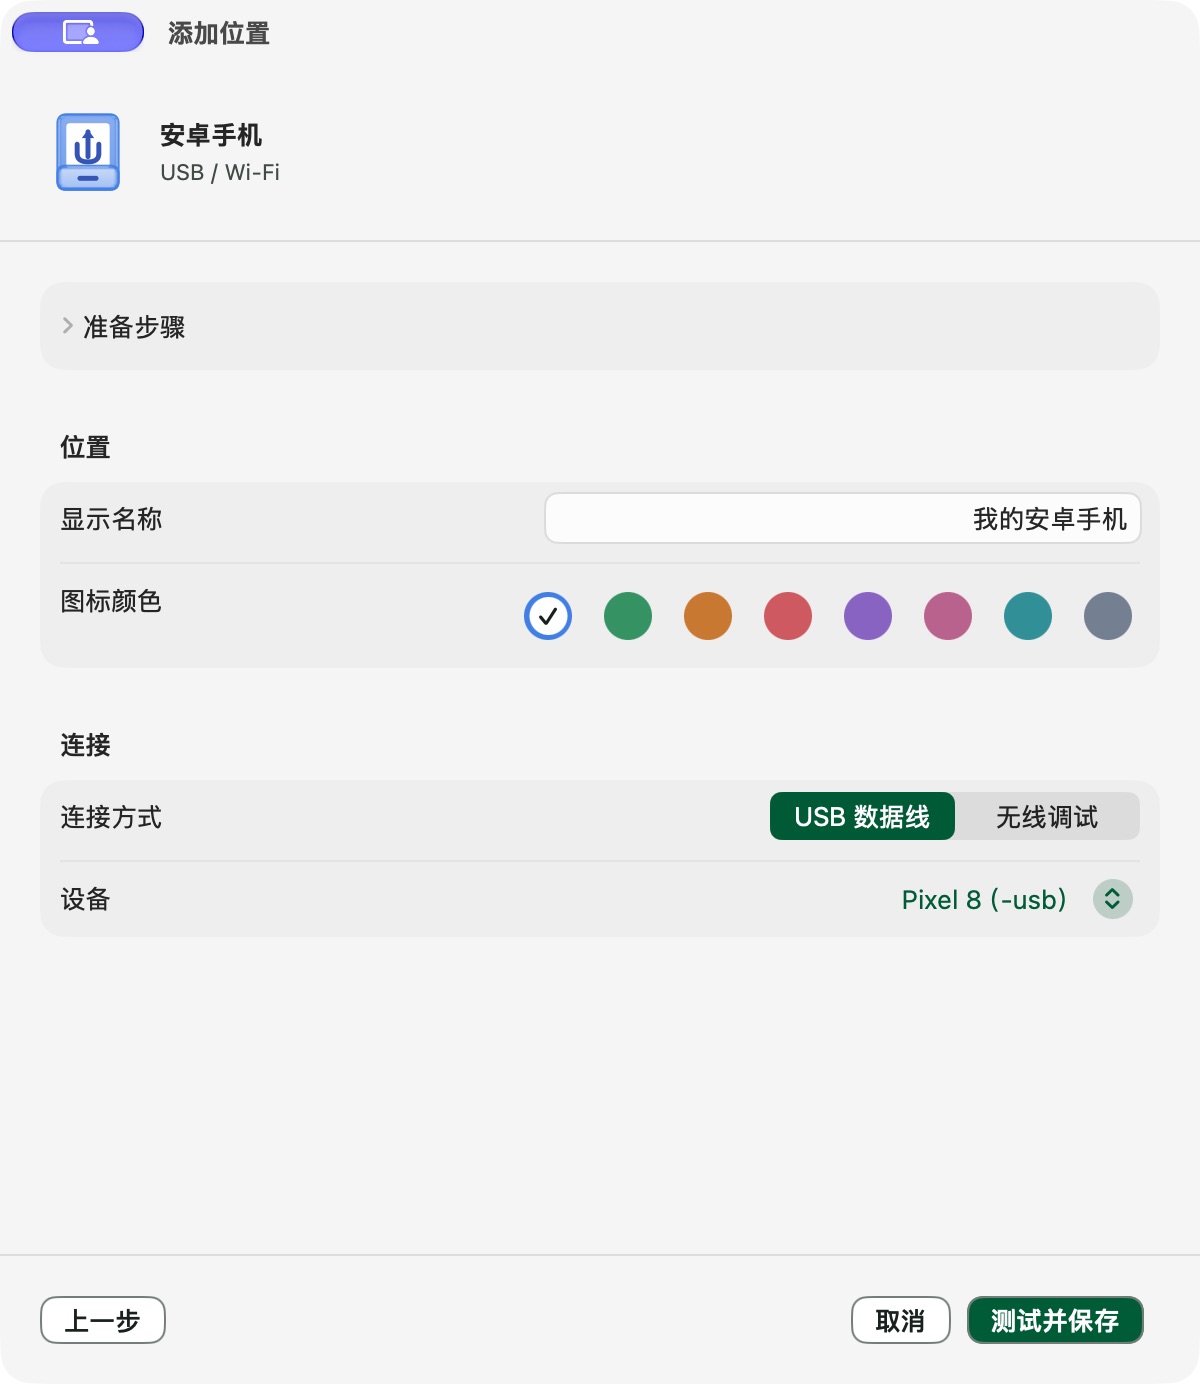 添加位置
安卓手机
USB / Wi-Fi
准备步骤
位置
显示名称
我的安卓手机
图标颜色
连接
连接方式
USB 数据线
无线调试
设备
Pixel 8 (-usb)
上一步
取消
测试并保存